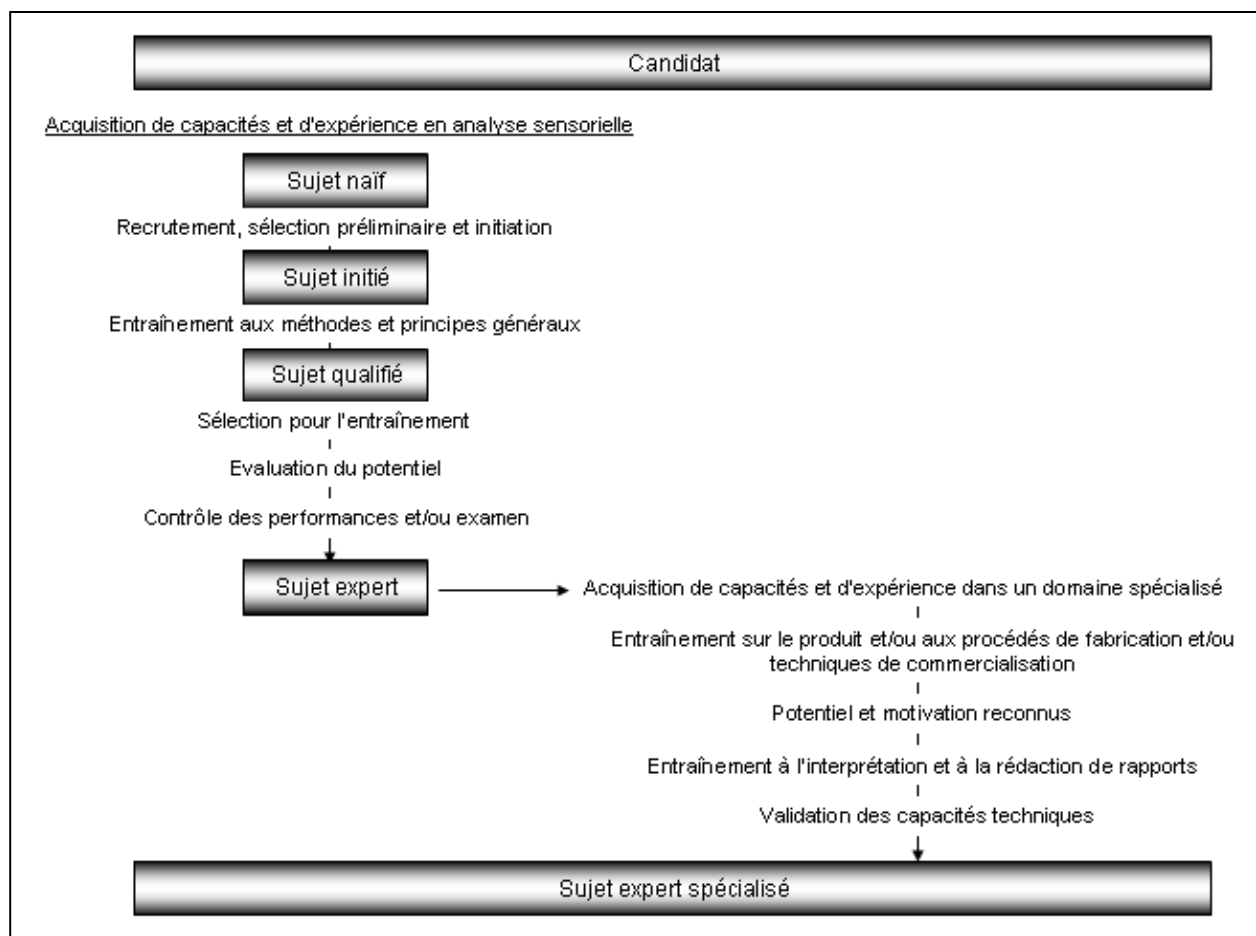 Candidat
Acquisition de capacités et d'expérience en analyse sensorielle
Sujet naïf
Recrutement, sélection préliminaire et initiation
Sujet initié
Entraînement aux méthodes et principes généraux
Sujet qualifié
Sélection pour l'entraînement
Evaluation du potentiel
Contrôle des performances et/ou examen
Sujet expert
Acquisition de capacités et d'expérience dans un domaine spécialisé
Entraînement sur le produit et/ou aux procédés de fabrication et/ou
techniques de commercialisation
Potentiel et motivation reconnus
Entraînement à l'interprétation et à la rédaction de rapports
Validation des capacités techniques
Sujet expert spécialisé